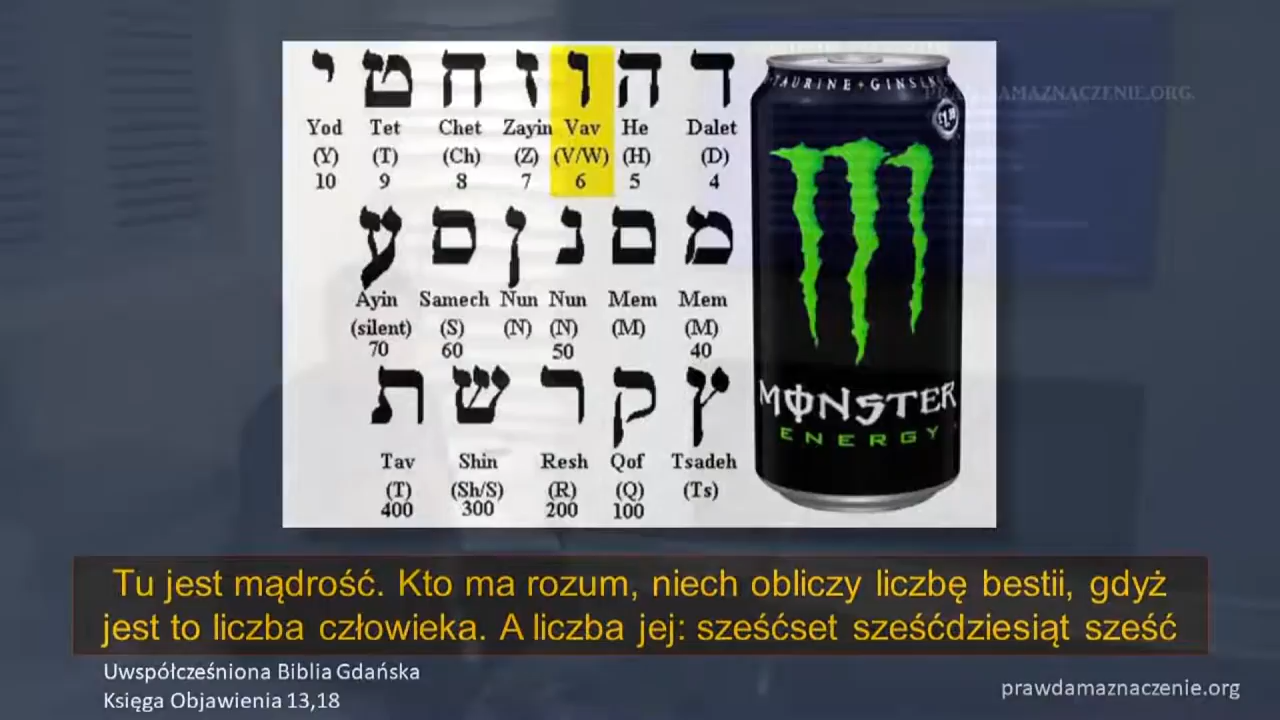 י ט ח ז ו ה ד
Yod Tet Chet Zayin Vav He Dalet
(Y) (T) (Ch) (Z) (V/W) (H) (D)
10 9 8 7 6 5 4
ע ס ן נ ם מ
Ayin Samech Nun Nun Mem Mem
(silent) (S) (N) (N) (M) (M)
70 60 50 40
ת ש ר ק ץ
Tav Shin Resh Qof Tsadeh
(T) (Sh/S) (R) (Q) (Ts)
400 300 200 100
TAURINE+GINSEN
MONSTER
ENERGY
AMAZNACZENIE.ORG
Tu jest mądrość. Kto ma rozum, niech obliczy liczbę bestii, gdyż
jest to liczba człowieka. A liczba jej: sześćset sześćdziesiąt sześć
Uwspółcześniona Biblia Gdańska
Księga Objawienia 13,18
prawdamaznaczenie.org